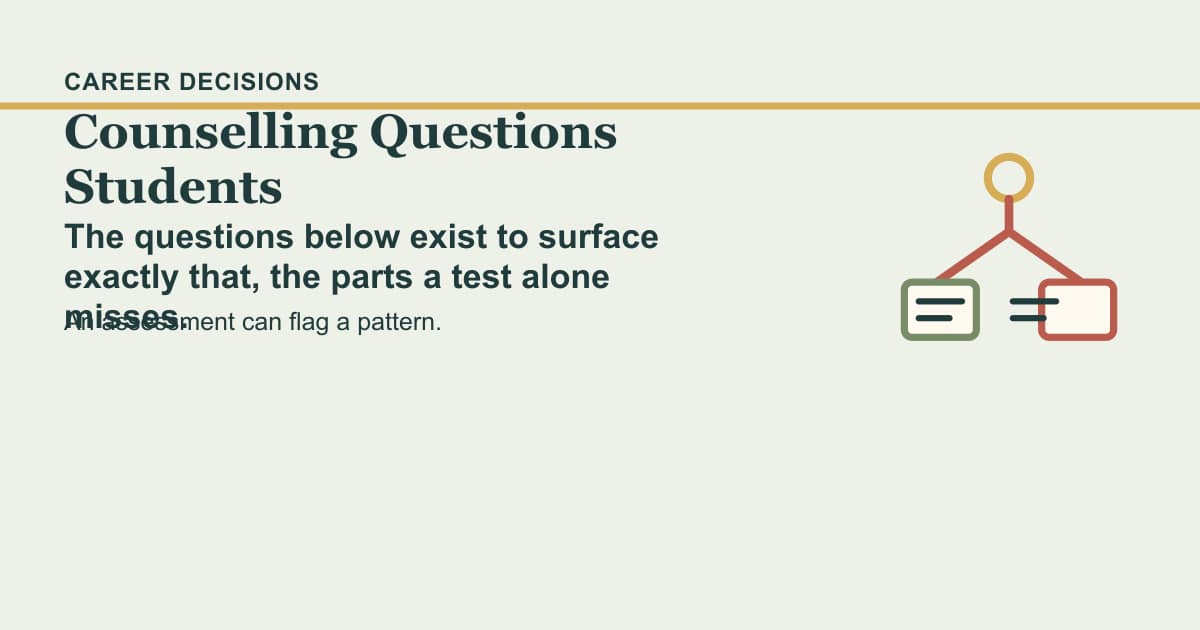 CAREER DECISIONS
Counselling Questions
Students
The questions below exist to surface
exactly that, the parts a test alone
misses.
An assessment can flag a pattern.